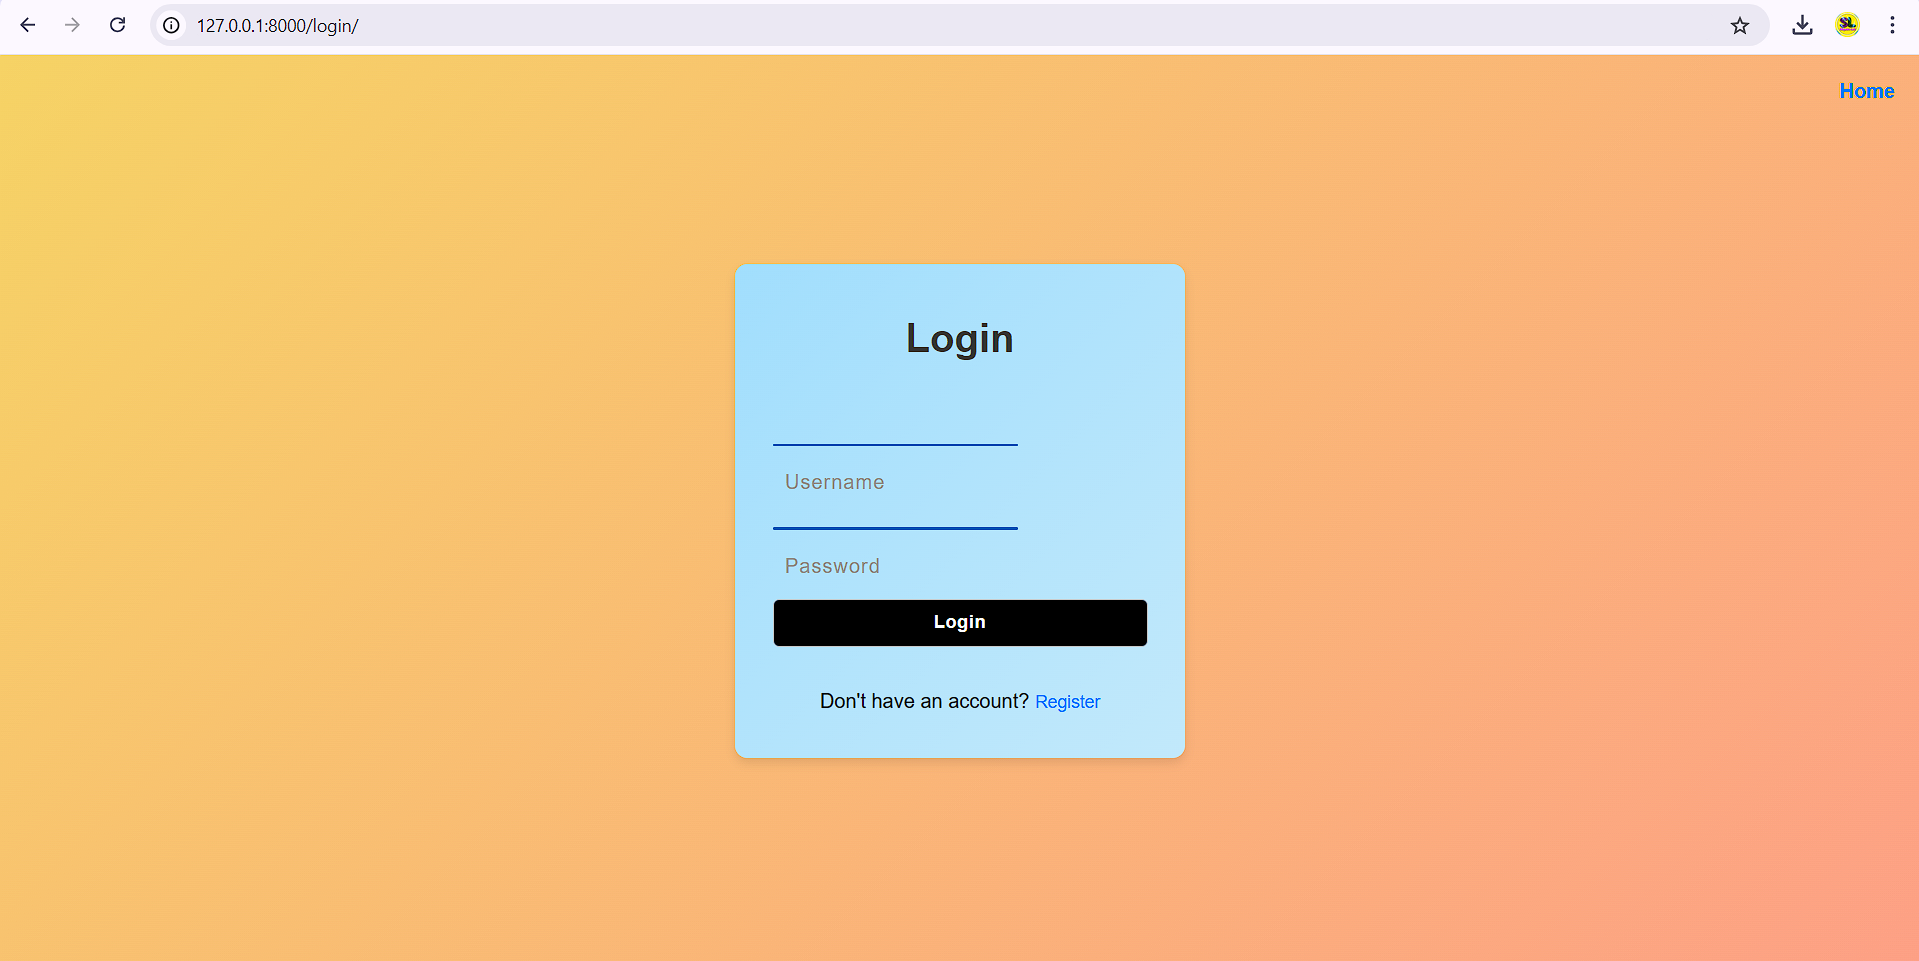 127.0.0.1:8000/login/
Home
Login
Username
Password
Login
Don't have an account? Register